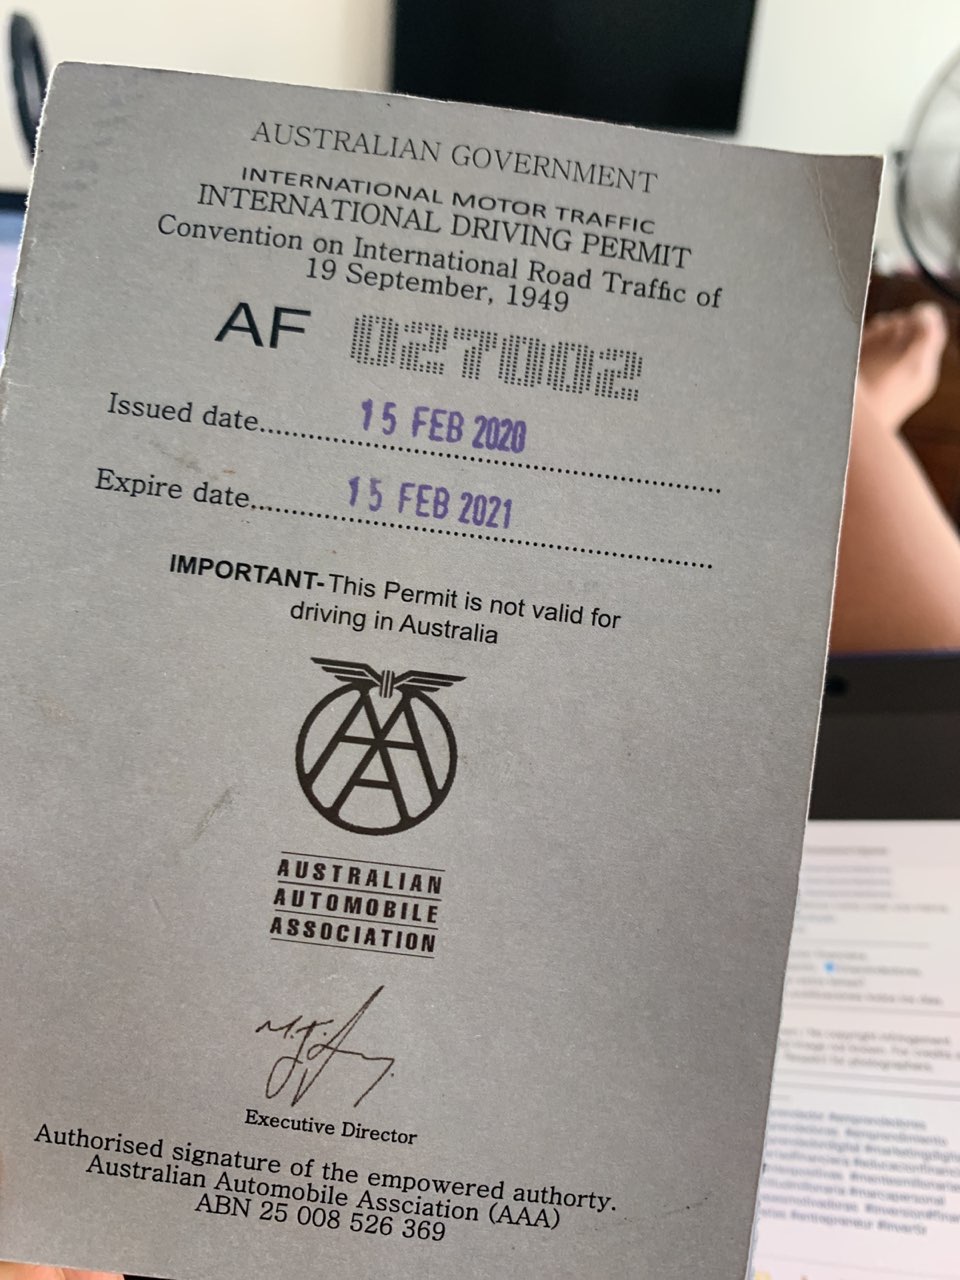 AUSTRALIAN GOVERNMENT
INTERNATIONAL MOTOR TRAFFIC
INTERNATIONAL DRIVING PERMIT
Convention on International Road Traffic of
19 September, 1949
AF 027002
Issued date..........15 FEB 2020..........
Expire date..........15 FEB 2021..........
IMPORTANT-This Permit is not valid for
driving in Australia
AAA
AUSTRALIAN
AUTOMOBILE
ASSOCIATION
Executive Director
Authorised signature of the empowered authorty.
Australian Automobile Assciation (AAA)
ABN 25 008 526 369